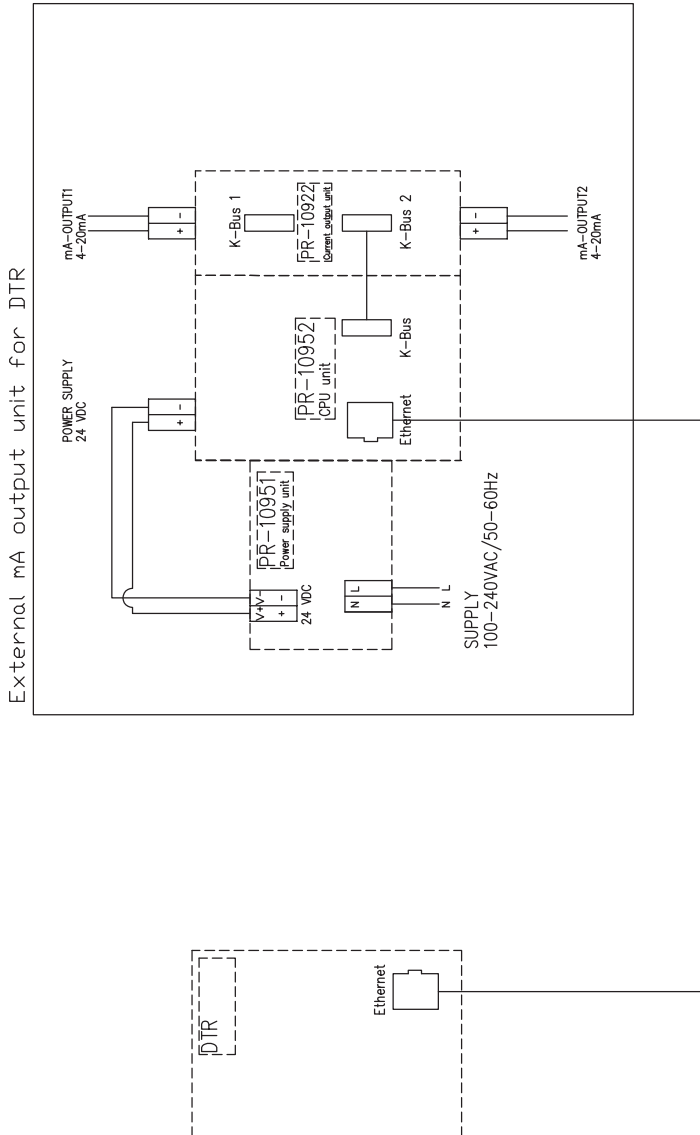 External mA output unit for DTR
mA-OUTPUT1
4-20mA
+ -
K-Bus 1
PR-10922
Current output unit
K-Bus 2
+ -
mA-OUTPUT2
4-20mA
POWER SUPPLY
24 VDC
+ -
PR-10952
CPU unit
K-Bus
Ethernet
PR-10951
Power supply unit
V+ V-
+ -
24 VDC
N L
N L
SUPPLY
100-240VAC/50-60Hz
DTR
Ethernet